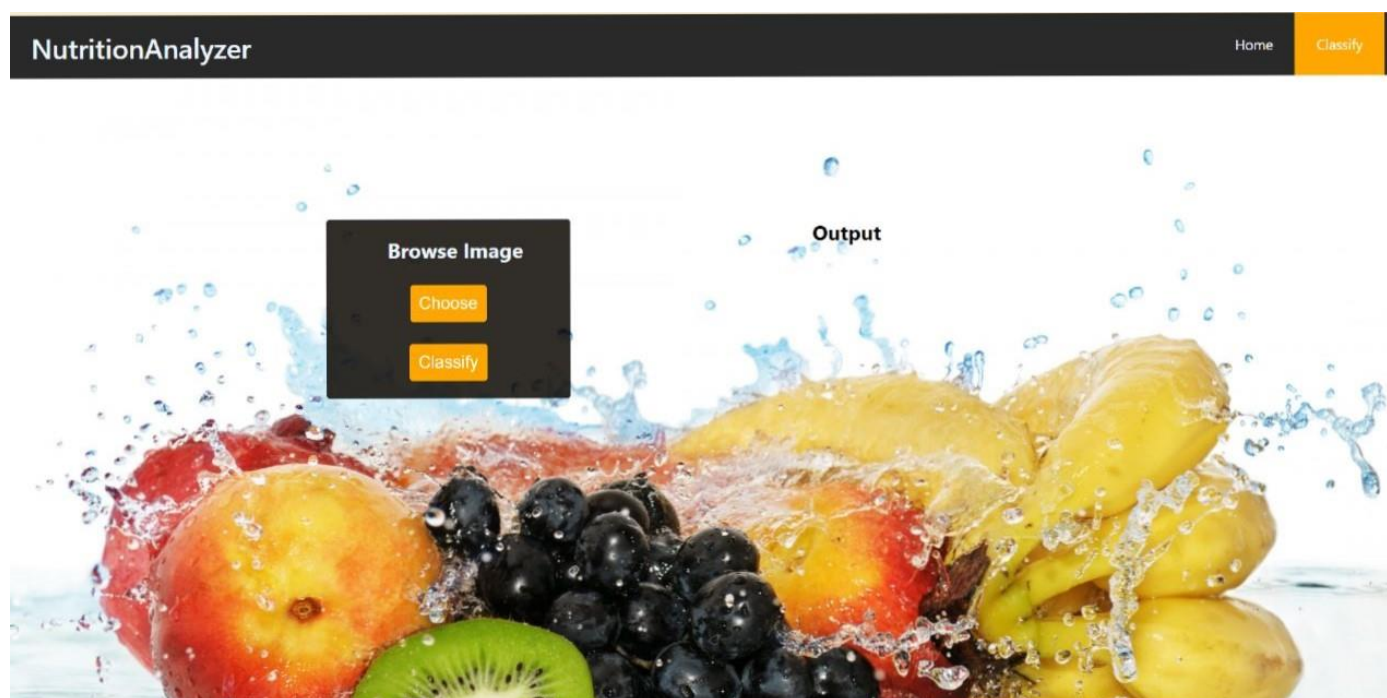 NutritionAnalyzer
Home
Classify
Browse Image
Choose
Classify
Output